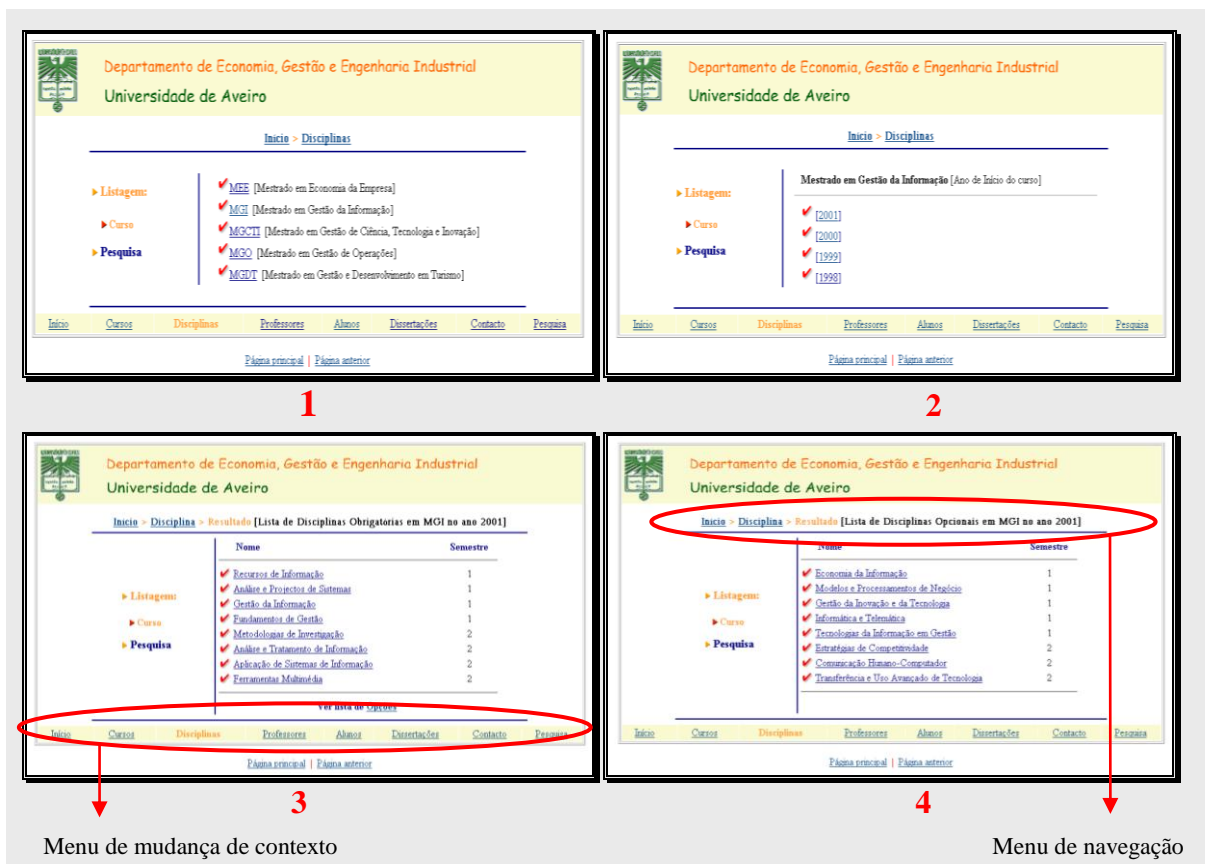 Departamento de Economia, Gestão e Engenharia Industrial
Universidade de Aveiro
Inicio > Disciplinas
Listagem:
Curso
Pesquisa
MEE [Mestrado em Economia da Empresa]
MGI [Mestrado em Gestão da Informação]
MGCTI [Mestrado em Gestão de Ciência, Tecnologia e Inovação]
MGO [Mestrado em Gestão de Operações]
MGDT [Mestrado em Gestão e Desenvolvimento em Turismo]
Início Cursos Disciplinas Professores Alunos Dissertações Contacto Pesquisa
Página principal | Página anterior
1
Departamento de Economia, Gestão e Engenharia Industrial
Universidade de Aveiro
Inicio > Disciplinas
Listagem:
Curso
Pesquisa
Mestrado em Gestão da Informação [Ano de Início do curso]
[2001]
[2000]
[1999]
[1998]
Início Cursos Disciplinas Professores Alunos Dissertações Contacto Pesquisa
Página principal | Página anterior
2
Departamento de Economia, Gestão e Engenharia Industrial
Universidade de Aveiro
Inicio > Disciplina > Resultado [Lista de Disciplinas Obrigatorias em MGI no ano 2001]
Listagem:
Curso
Pesquisa
Nome Semestre
Recursos de Informação 1
Análise e Projectos de Sistemas 1
Gestão da Informação 1
Fundamentos de Gestão 1
Metodologias de Investigação 2
Análise e Tratamento de Informação 2
Aplicação de Sistemas de Informação 2
Ferramentas Multimédia 2
Ver lista de Opções
Início Cursos Disciplinas Professores Alunos Dissertações Contacto Pesquisa
Página principal | Página anterior
3
Menu de mudança de contexto
Departamento de Economia, Gestão e Engenharia Industrial
Universidade de Aveiro
Inicio > Disciplina > Resultado [Lista de Disciplinas Opcionais em MGI no ano 2001]
Listagem:
Curso
Pesquisa
Nome Semestre
Economia da Informação 1
Modelos e Processamentos de Negócio 1
Gestão da Inovação e da Tecnologia 1
Informática e Telemática 1
Tecnologias da Informação em Gestão 1
Estratégias de Competitividade 2
Comunicação Humano-Computador 2
Transferência e Uso Avançado de Tecnologia 2
Início Cursos Disciplinas Professores Alunos Dissertações Contacto Pesquisa
Página principal | Página anterior
4
Menu de navegação